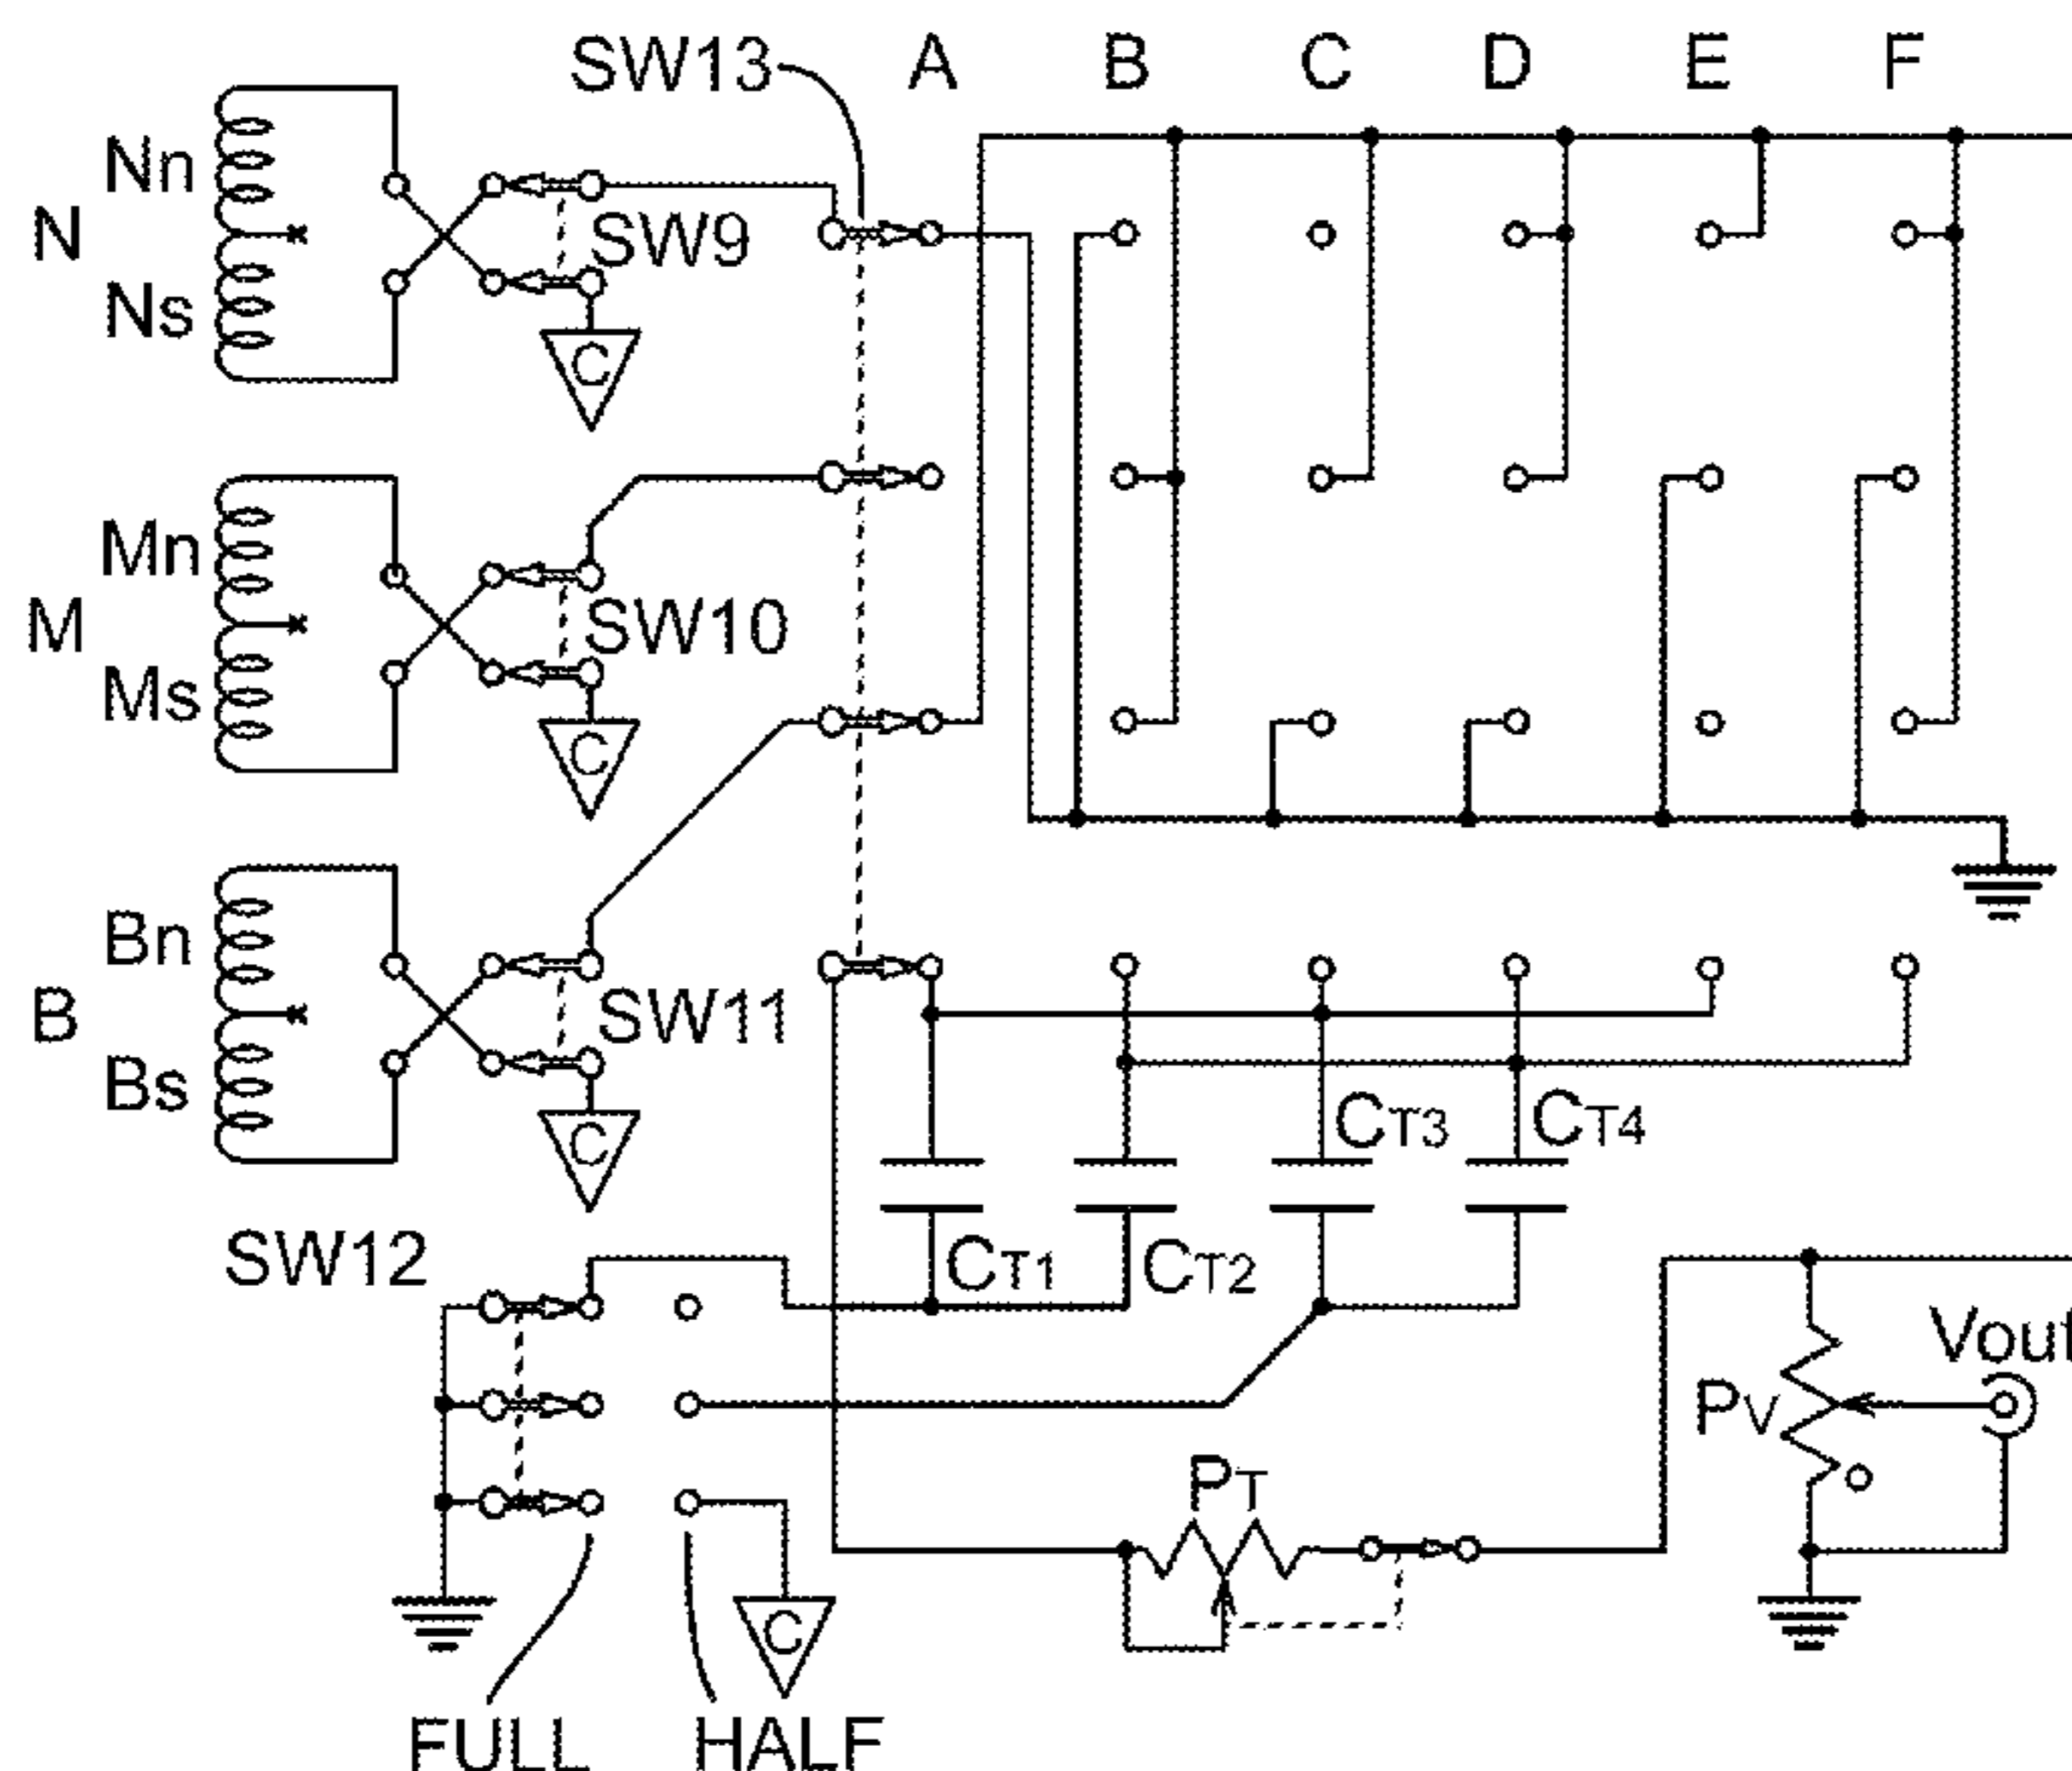 SW13 A B C D E F
Nn
N
SW9
Ns
C
Mn
M
SW10
Ms
C
Bn
B
SW11
Bs
C
CT3 CT4
SW12
CT1 CT2
Vout
PV
PT
C
FULL HALF